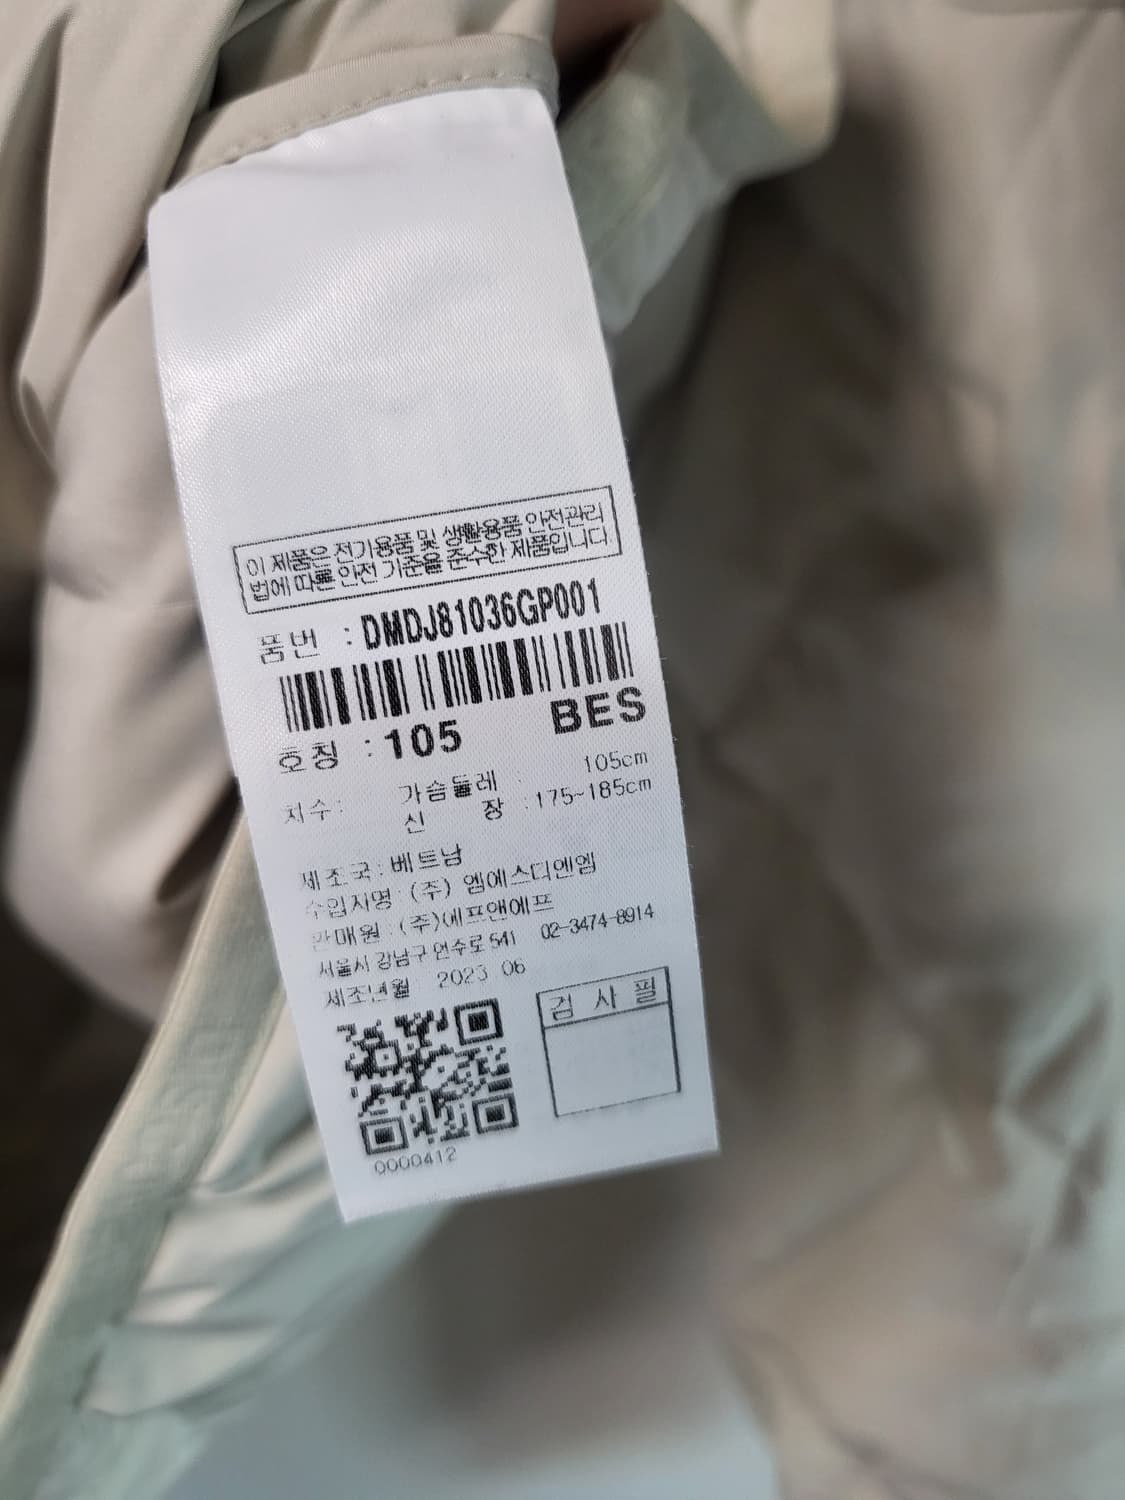 이 제품은 전기용품 및 생활용품 안전관리
법에 따른 안전 기준을 준수한 제품입니다.
품번 : DMDJ81036GP001
호칭 : 105 BES
치수 : 가슴둘레 : 105cm
신 장 : 175~185cm
제조국 : 베트남
수입자명 : (주) 엠에스디앤엠
판매원 : (주)에프앤에프
서울시 강남구 언주로 541 02-3474-8914
제조년월 2023 06
검 사 필
0000412